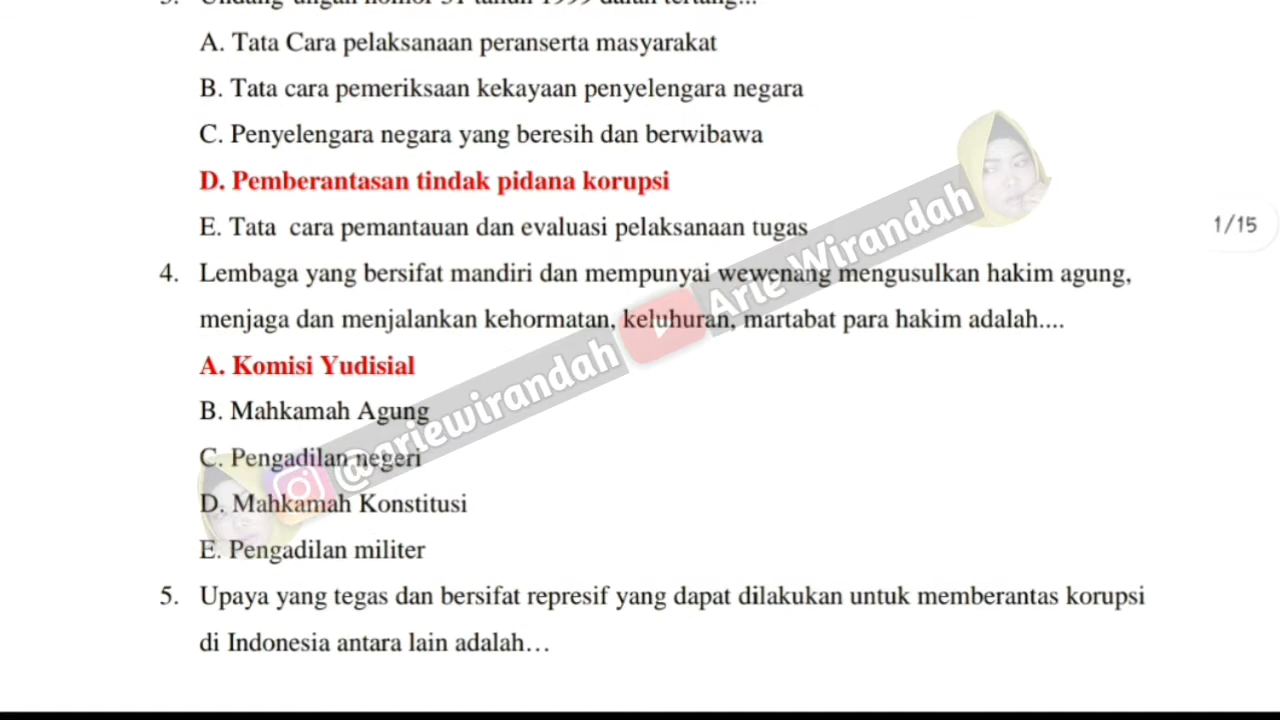 A. Tata Cara pelaksanaan peranserta masyarakat
B. Tata cara pemeriksaan kekayaan penyelengara negara
C. Penyelengara negara yang beresih dan berwibawa
D. Pemberantasan tindak pidana korupsi
E. Tata cara pemantauan dan evaluasi pelaksanaan tugas
1/15
4. Lembaga yang bersifat mandiri dan mempunyai wewenang mengusulkan hakim agung,
menjaga dan menjalankan kehormatan, keluhuran, martabat para hakim adalah....
A. Komisi Yudisial
B. Mahkamah Agung
C. Pengadilan negeri
D. Mahkamah Konstitusi
E. Pengadilan militer
5. Upaya yang tegas dan bersifat represif yang dapat dilakukan untuk memberantas korupsi
di Indonesia antara lain adalah…
@ariewirandah Arie Wirandah